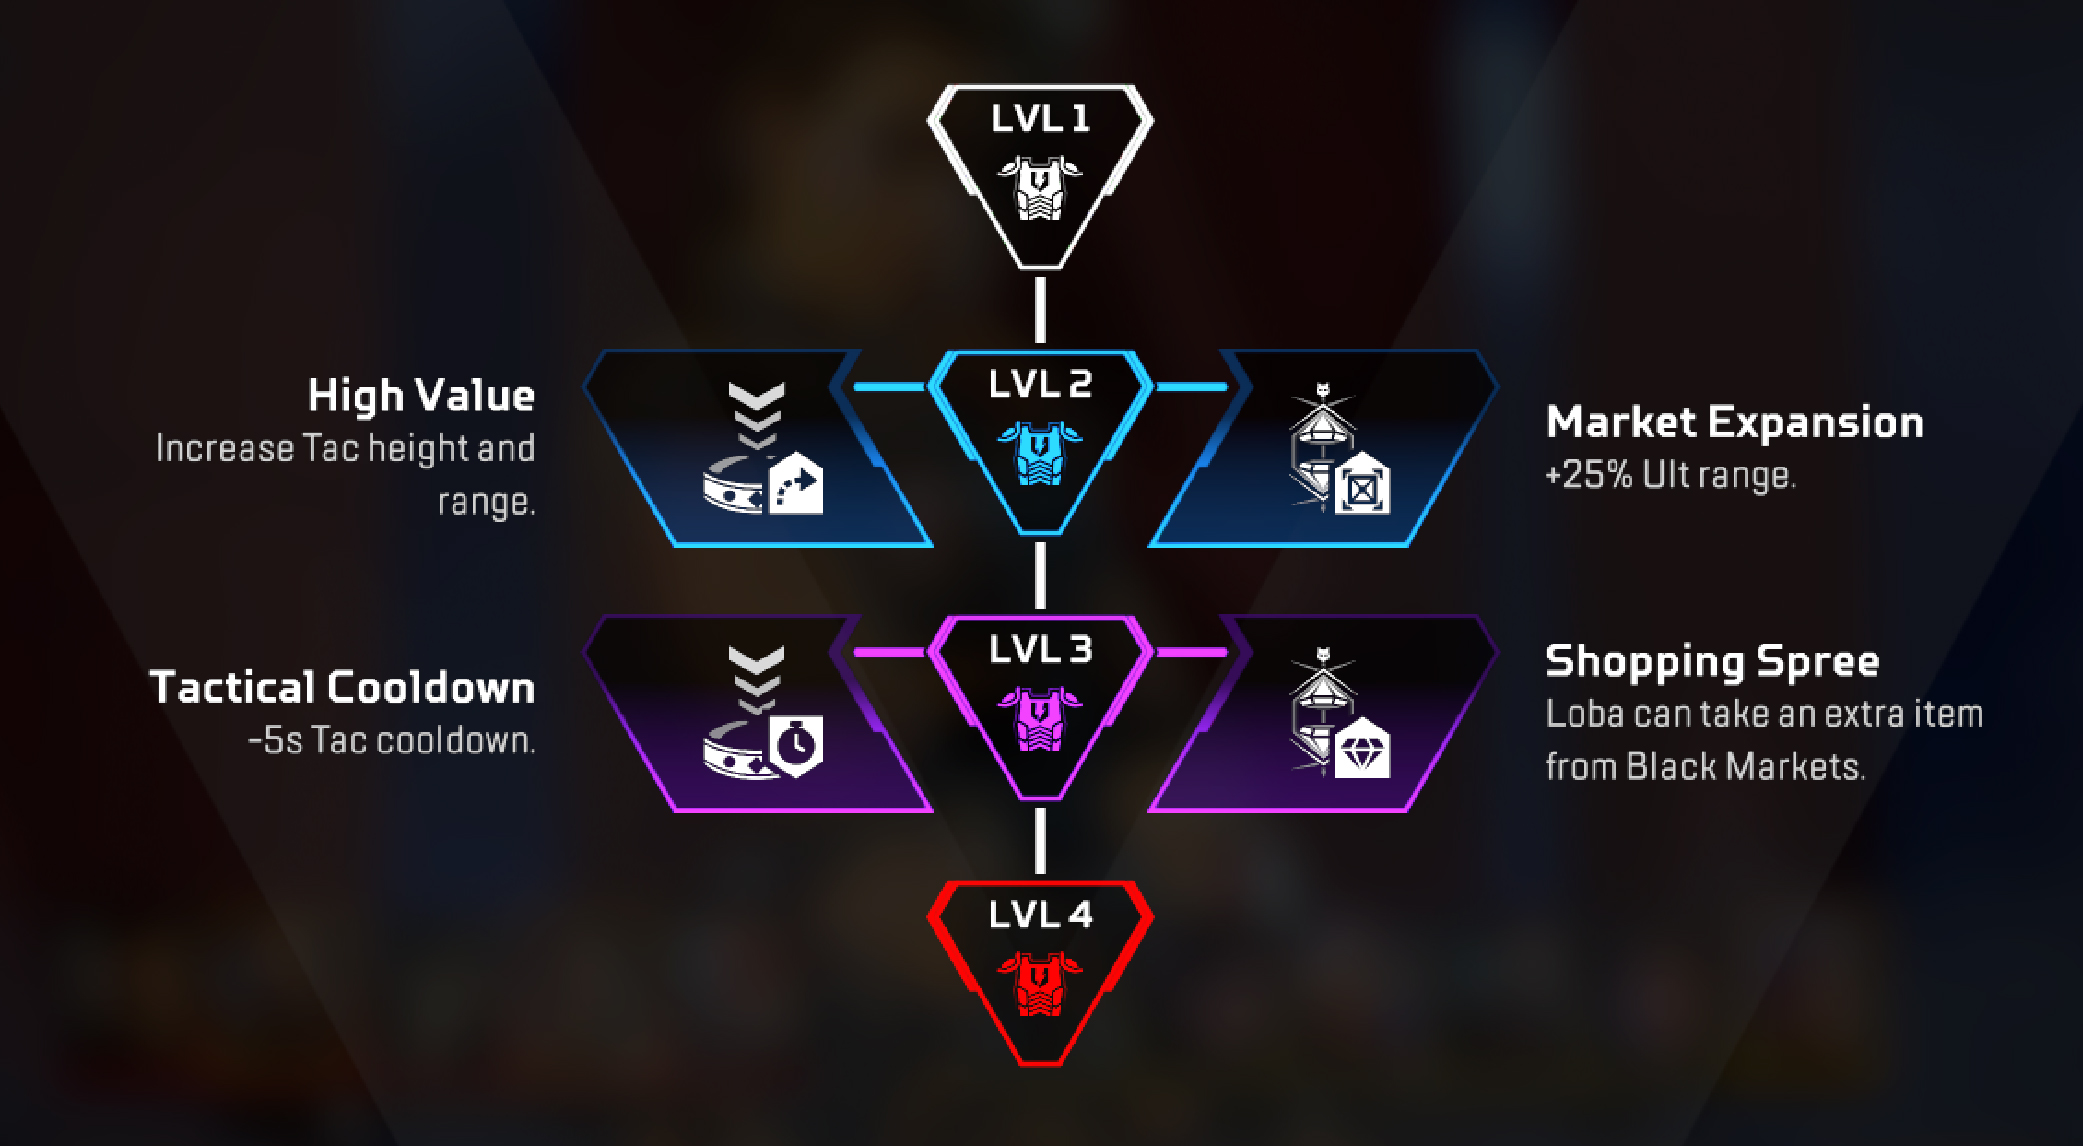 LVL 1
High Value
Increase Tac height and
range.
LVL 2
Market Expansion
+25% Ult range.
Tactical Cooldown
-5s Tac cooldown.
LVL 3
Shopping Spree
Loba can take an extra item
from Black Markets.
LVL 4